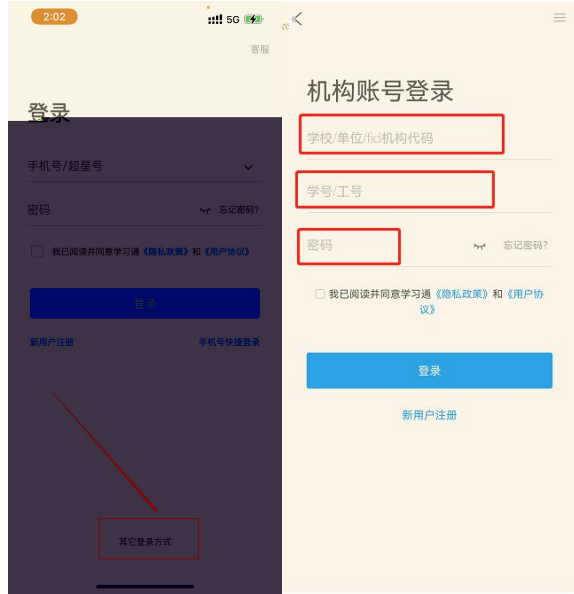 2:02
5G
客服
登录
手机号/超星号
密码
忘记密码?
我已阅读并同意学习通《隐私政策》和《用户协议》
登录
新用户注册
手机号快捷登录
其它登录方式
机构账号登录
学校/单位/fid机构代码
学号/工号
密码
忘记密码?
我已阅读并同意学习通《隐私政策》和《用户协
议》
登录
新用户注册